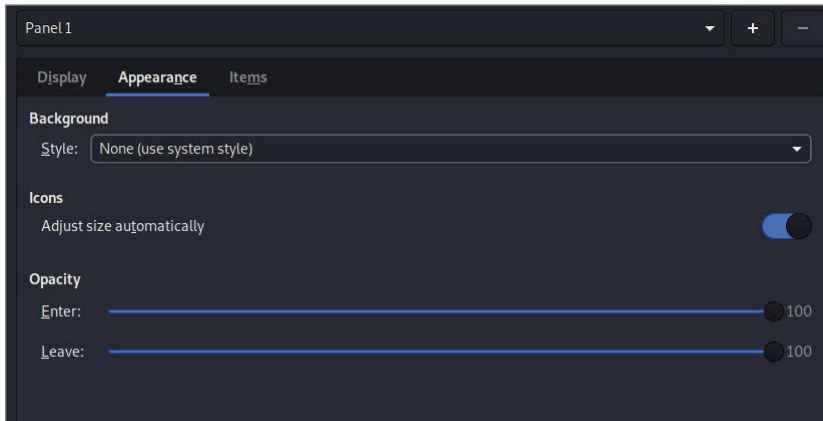 Panel 1
+ −
Display Appearance Items
Background
Style: None (use system style)
Icons
Adjust size automatically
Opacity
Enter: 100
Leave: 100